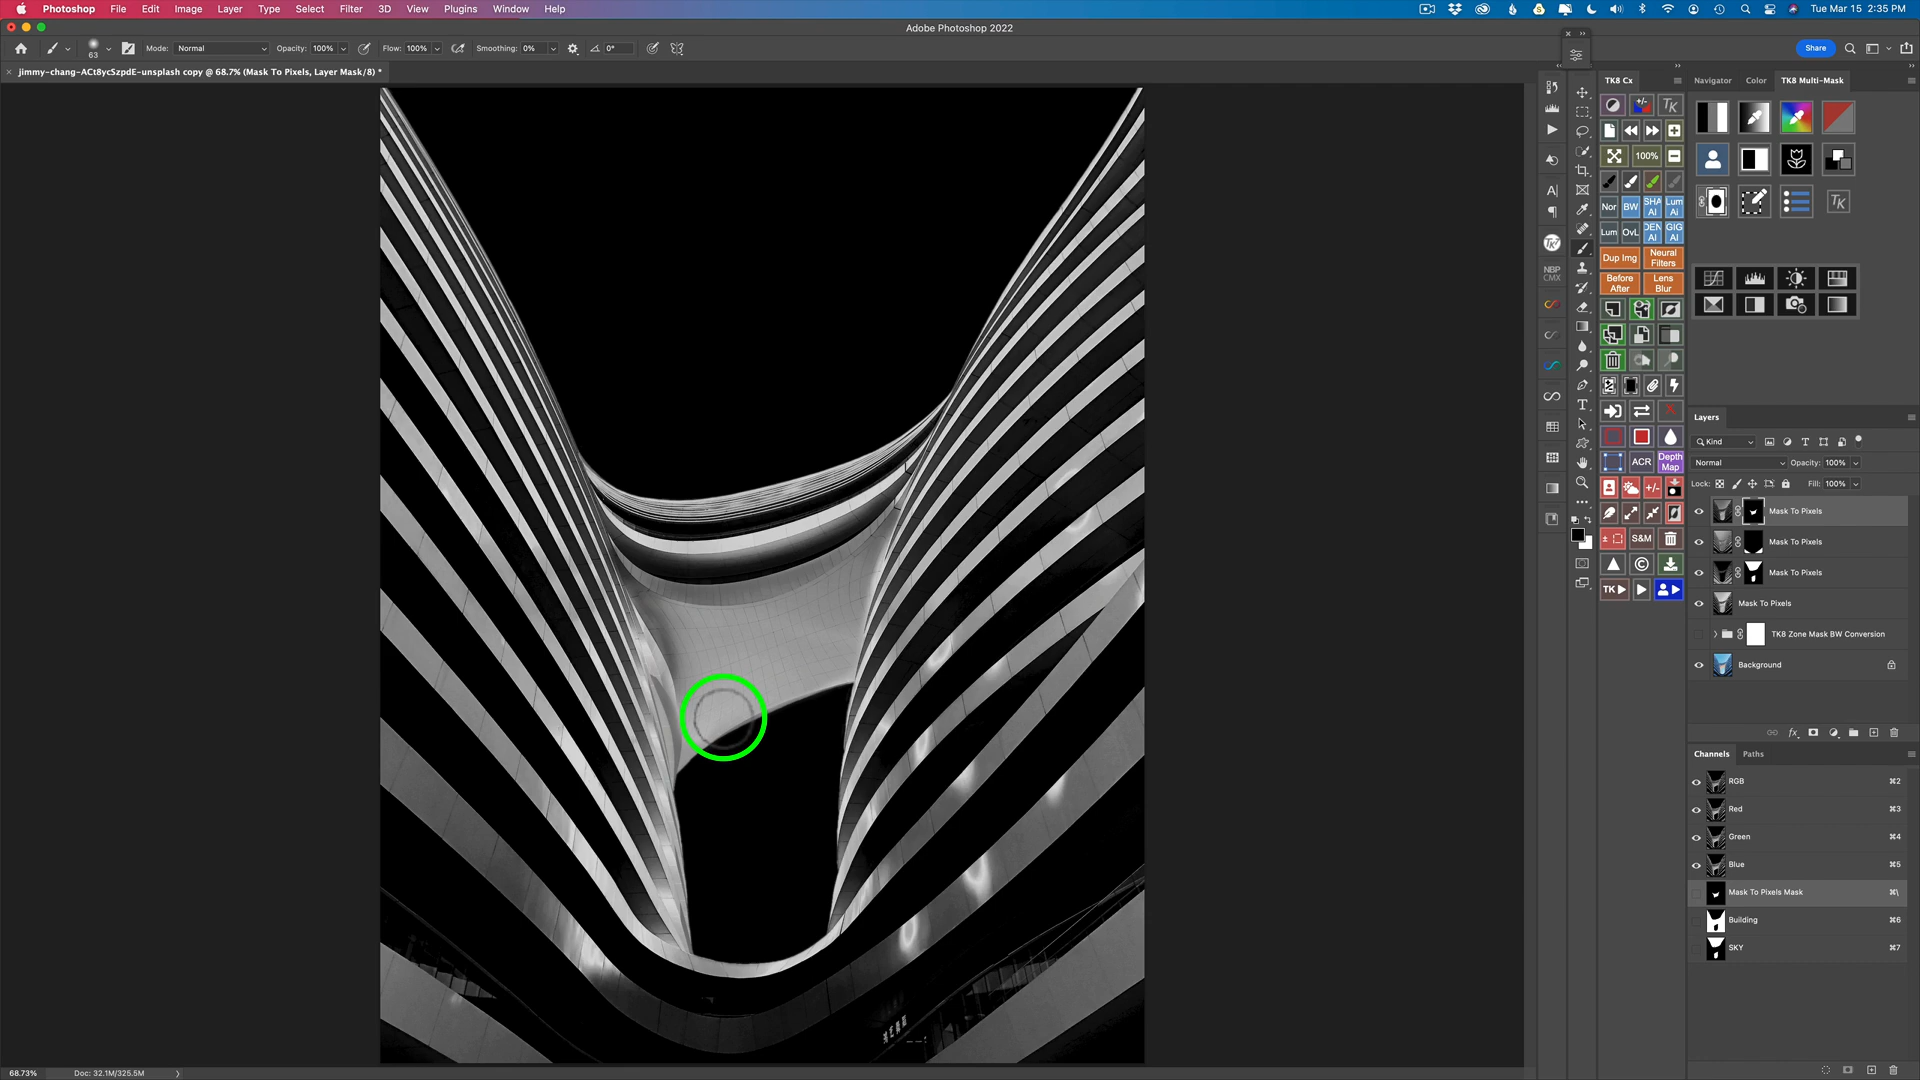 Photoshop File Edit Image Layer Type Select Filter 3D View Plugins Window Help
Tue Mar 15 2:35 PM
Adobe Photoshop 2022
63
Mode: Normal
Opacity: 100%
Flow: 100%
Smoothing: 0%
0°
Share
jimmy-chang-ACt8ycSzpdE-unsplash copy @ 68.7% (Mask To Pixels, Layer Mask/8) *
TK8 Cx
Navigator Color TK8 Multi-Mask
TK
100%
Nor BW SHA AI Lum AI
Lum OvL DEN AI GIG AI
Dup Img Neural Filters
Before After Lens Blur
NBP CMX
ACR Depth Map
+/-
S&M
TK
Layers
Kind
Normal Opacity: 100%
Lock: Fill: 100%
Mask To Pixels
Mask To Pixels
Mask To Pixels
Mask To Pixels
TK8 Zone Mask BW Conversion
Background
fx
Channels Paths
RGB ⌘2
Red ⌘3
Green ⌘4
Blue ⌘5
Mask To Pixels Mask ⌘\
Building ⌘6
SKY ⌘7
68.73% Doc: 32.1M/325.5M